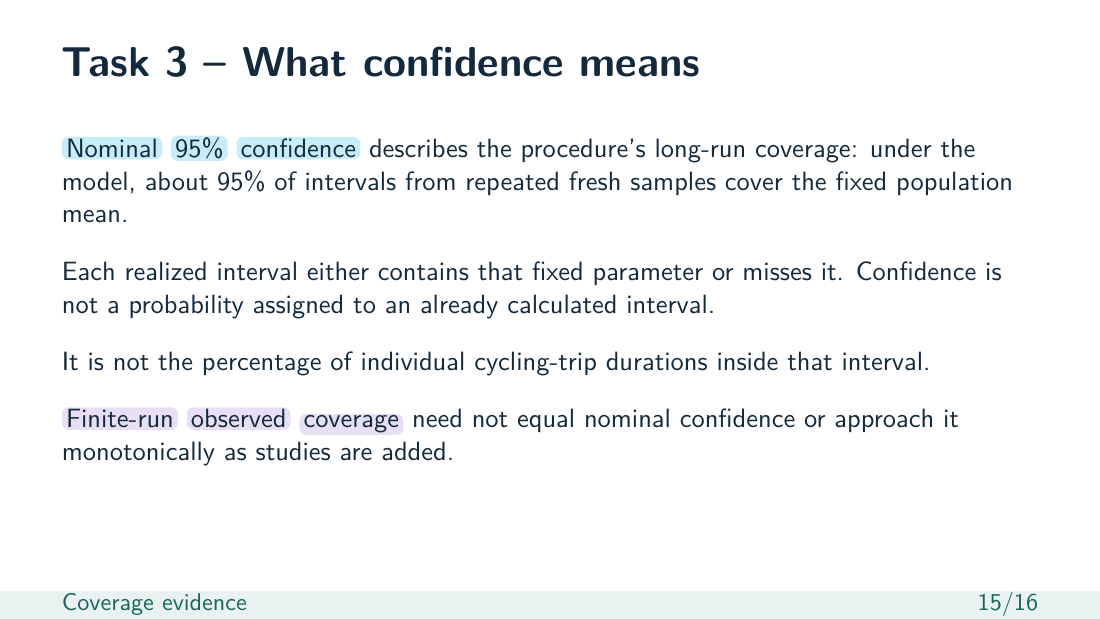 Task 3 – What confidence means
Nominal 95% confidence describes the procedure's long-run coverage: under the
model, about 95% of intervals from repeated fresh samples cover the fixed population
mean.
Each realized interval either contains that fixed parameter or misses it. Confidence is
not a probability assigned to an already calculated interval.
It is not the percentage of individual cycling-trip durations inside that interval.
Finite-run observed coverage need not equal nominal confidence or approach it
monotonically as studies are added.
Coverage evidence 15/16